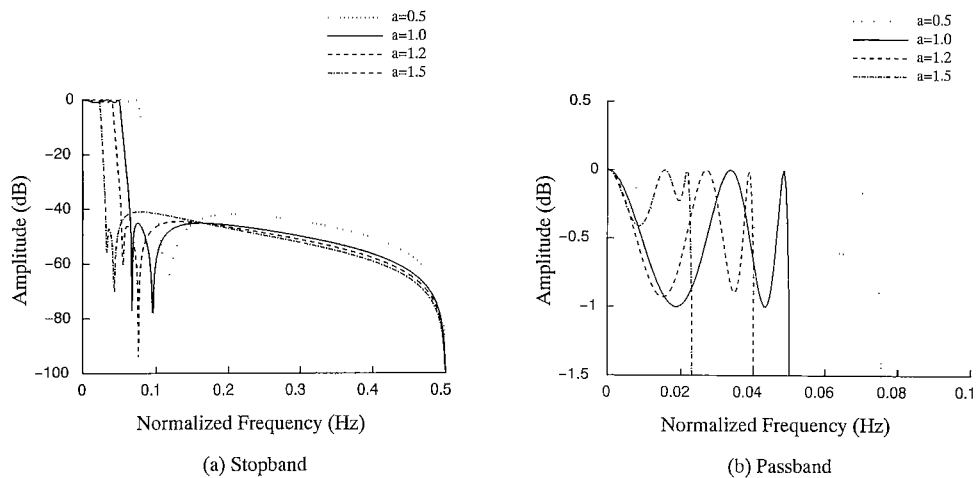 a=0.5
a=1.0
a=1.2
a=1.5
0
−20
−40
−60
−80
−100
Amplitude (dB)
0 0.1 0.2 0.3 0.4 0.5
Normalized Frequency (Hz)
(a) Stopband
a=0.5
a=1.0
a=1.2
a=1.5
0.5
0
−0.5
−1
−1.5
Amplitude (dB)
0 0.02 0.04 0.06 0.08 0.1
Normalized Frequency (Hz)
(b) Passband